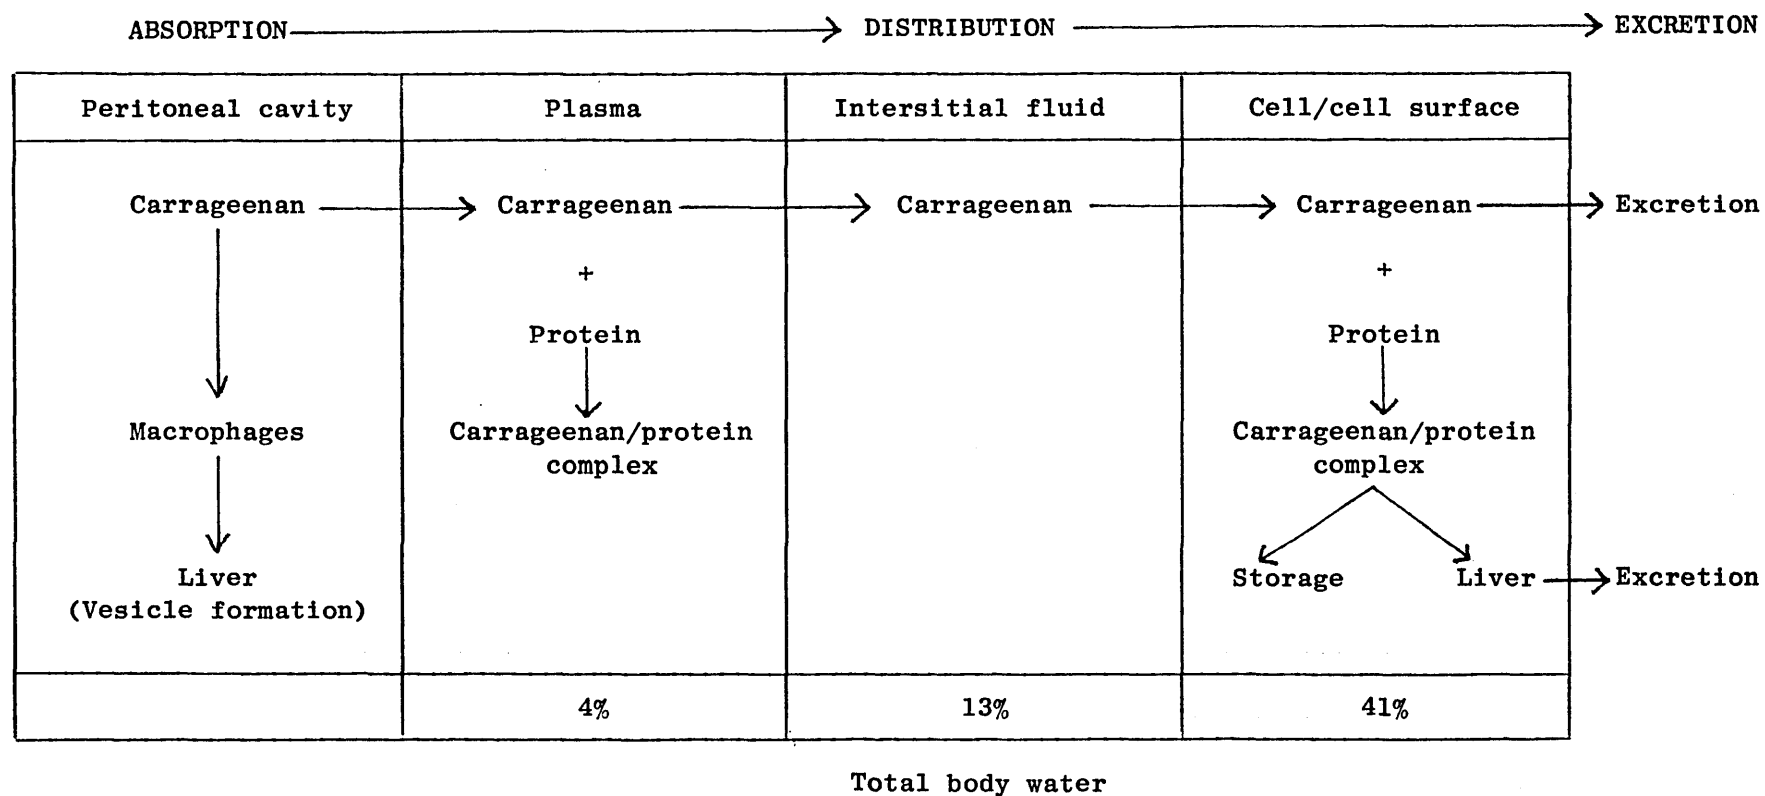 ABSORPTION DISTRIBUTION EXCRETION
Peritoneal cavity Plasma Intersitial fluid Cell/cell surface
Carrageenan Carrageenan Carrageenan Carrageenan Excretion
+ +
Protein Protein
Macrophages Carrageenan/protein Carrageenan/protein
complex complex
Liver Storage Liver Excretion
(Vesicle formation)
4% 13% 41%
Total body water